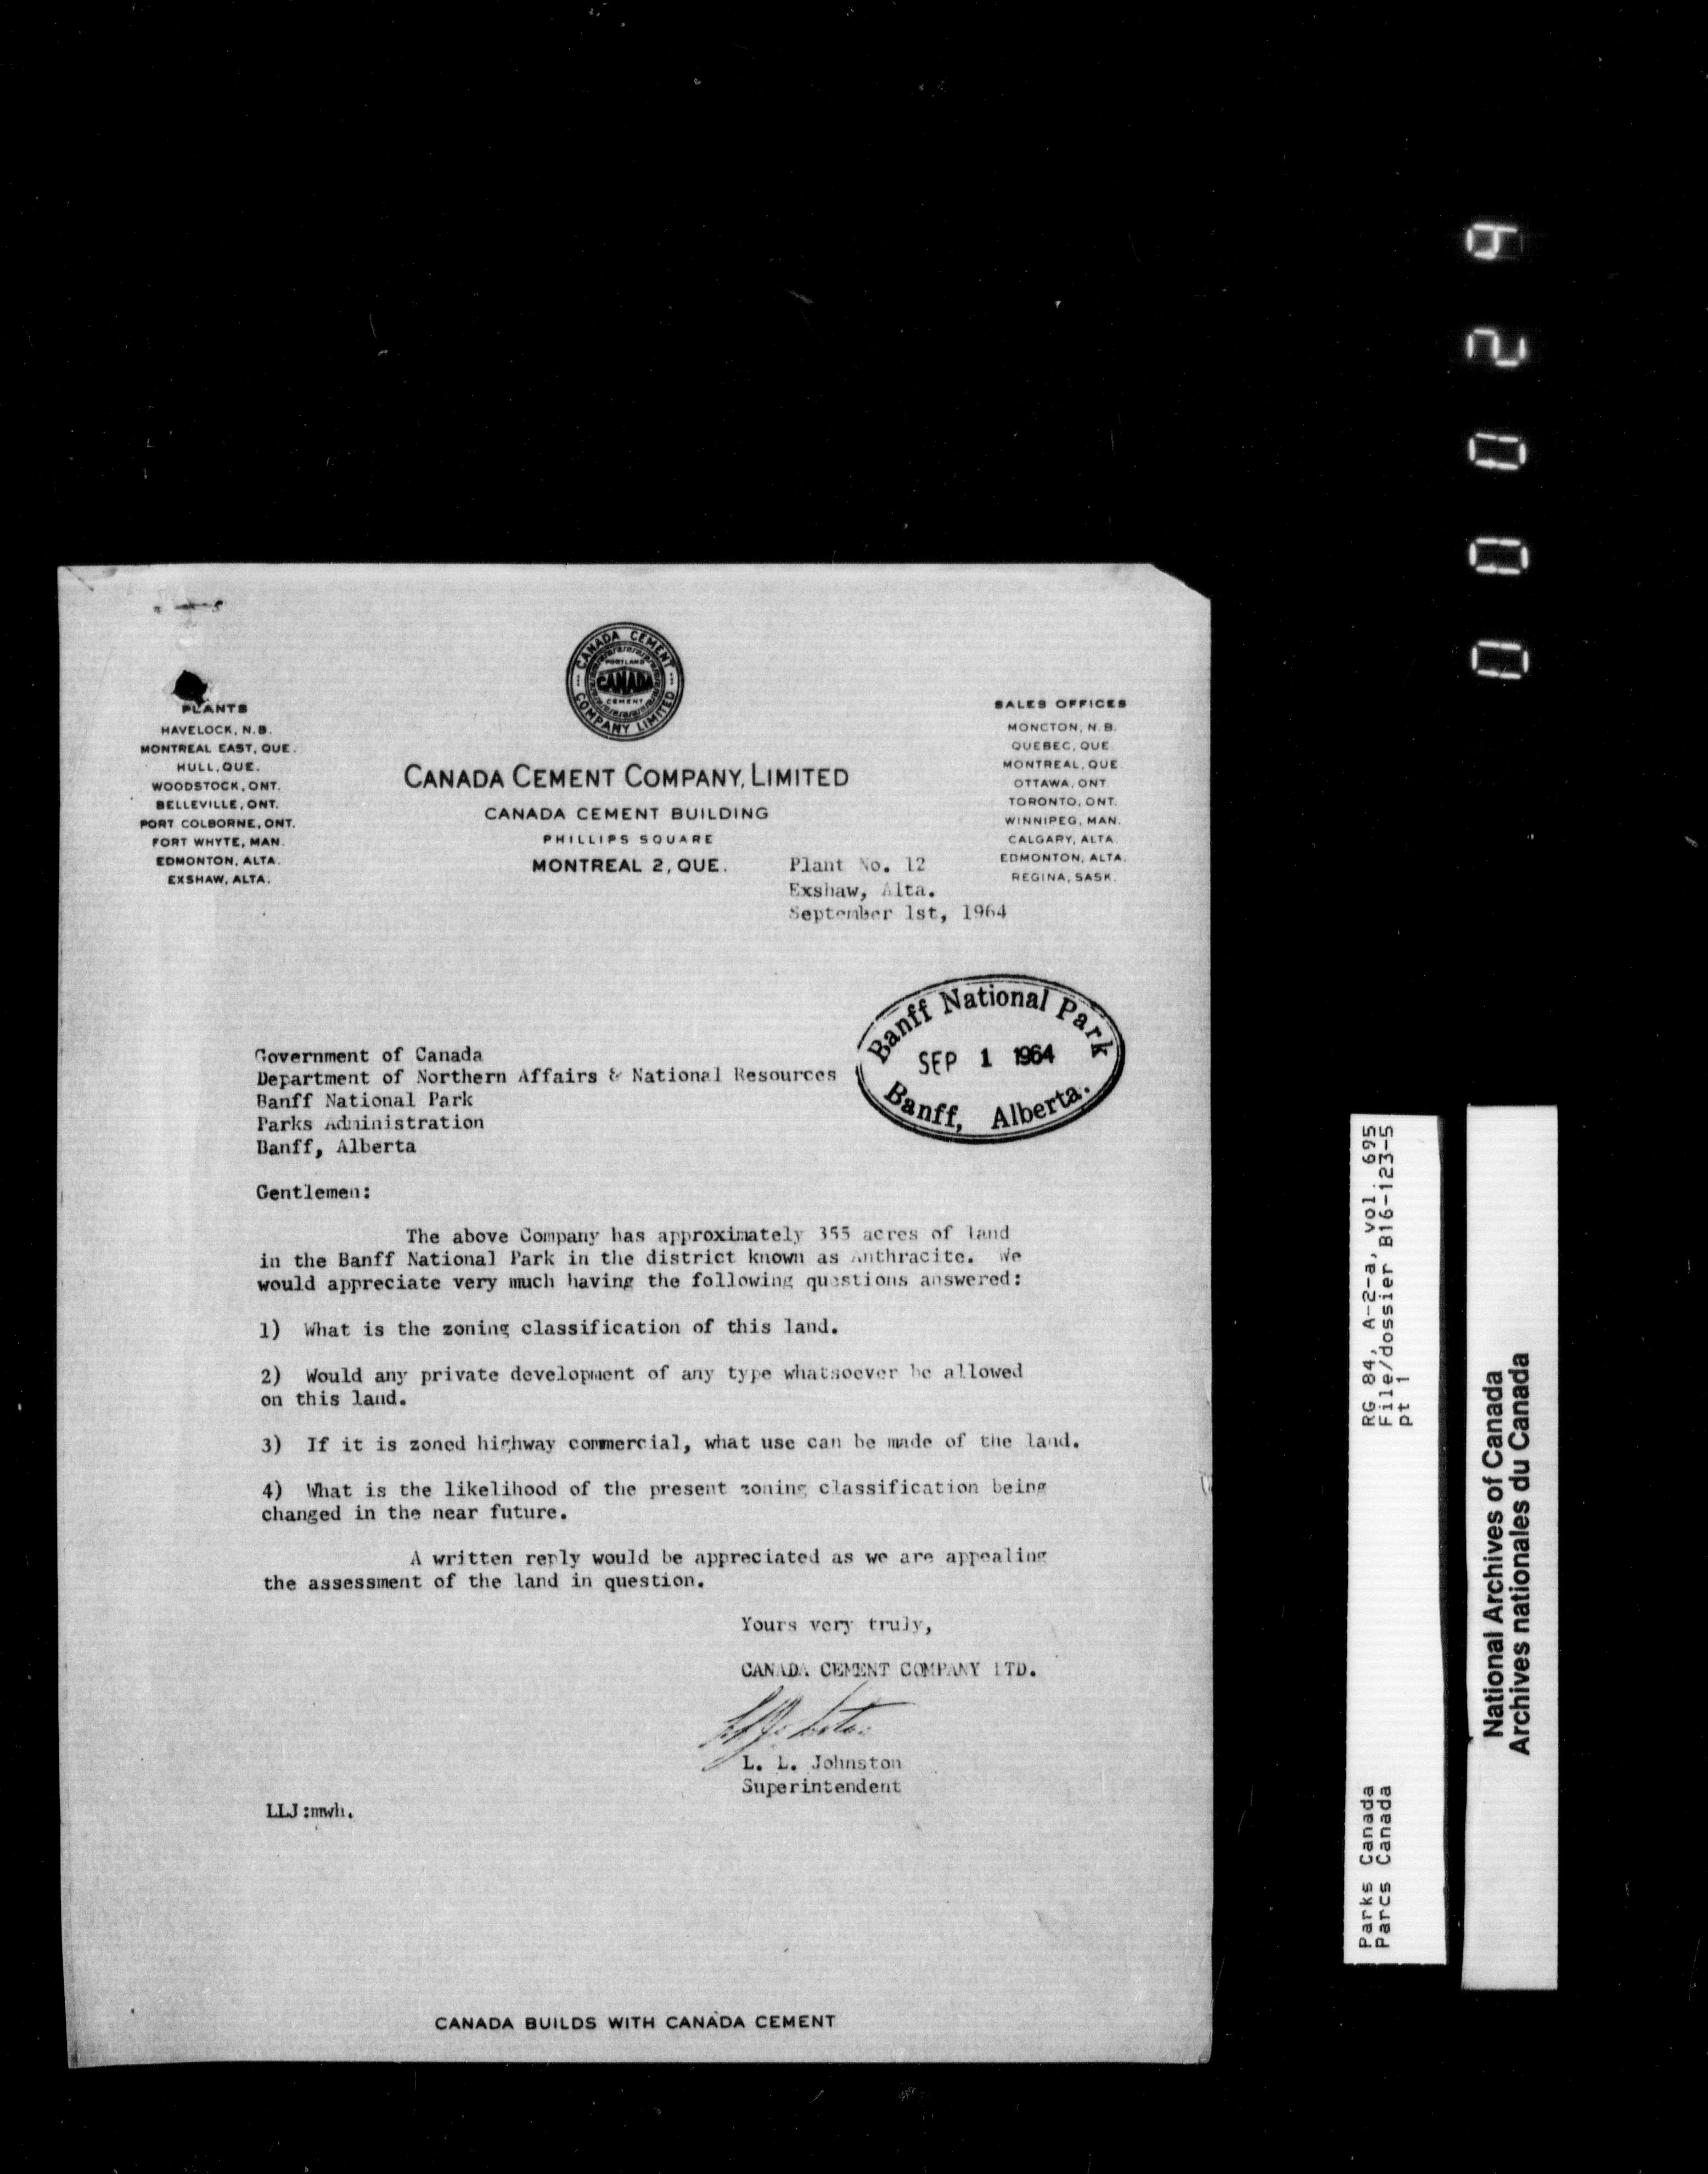 CANADA CEMENT
COMPANY LIMITED
PORTLAND
CANADA
CEMENT
PLANTS
HAVELOCK, N.B.
MONTREAL EAST, QUE.
HULL, QUE.
WOODSTOCK, ONT.
BELLEVILLE, ONT.
PORT COLBORNE, ONT.
FORT WHYTE, MAN.
EDMONTON, ALTA.
EXSHAW, ALTA.
CANADA CEMENT COMPANY, LIMITED
CANADA CEMENT BUILDING
PHILLIPS SQUARE
MONTREAL 2, QUE.
SALES OFFICES
MONCTON, N.B.
QUEBEC, QUE.
MONTREAL, QUE.
OTTAWA, ONT.
TORONTO, ONT.
WINNIPEG, MAN.
CALGARY, ALTA.
EDMONTON, ALTA.
REGINA, SASK.
Plant No. 12
Exshaw, Alta.
September 1st, 1964
Banff National Park
SEP 1 1964
Banff, Alberta.
Government of Canada
Department of Northern Affairs & National Resources
Banff National Park
Parks Administration
Banff, Alberta
Gentlemen:
The above Company has approximately 355 acres of land
in the Banff National Park in the district known as Anthracite. We
would appreciate very much having the following questions answered:
1) What is the zoning classification of this land.
2) Would any private development of any type whatsoever be allowed
on this land.
3) If it is zoned highway commercial, what use can be made of the land.
4) What is the likelihood of the present zoning classification being
changed in the near future.
A written reply would be appreciated as we are appealing
the assessment of the land in question.
Yours very truly,
CANADA CEMENT COMPANY LTD.
L. L. Johnston
Superintendent
LLJ:mwh.
CANADA BUILDS WITH CANADA CEMENT
00029
RG 84, A-2-a, vol. 695
File/dossier B16-123-5
pt 1
Parks Canada
Parcs Canada
National Archives of Canada
Archives nationales du Canada